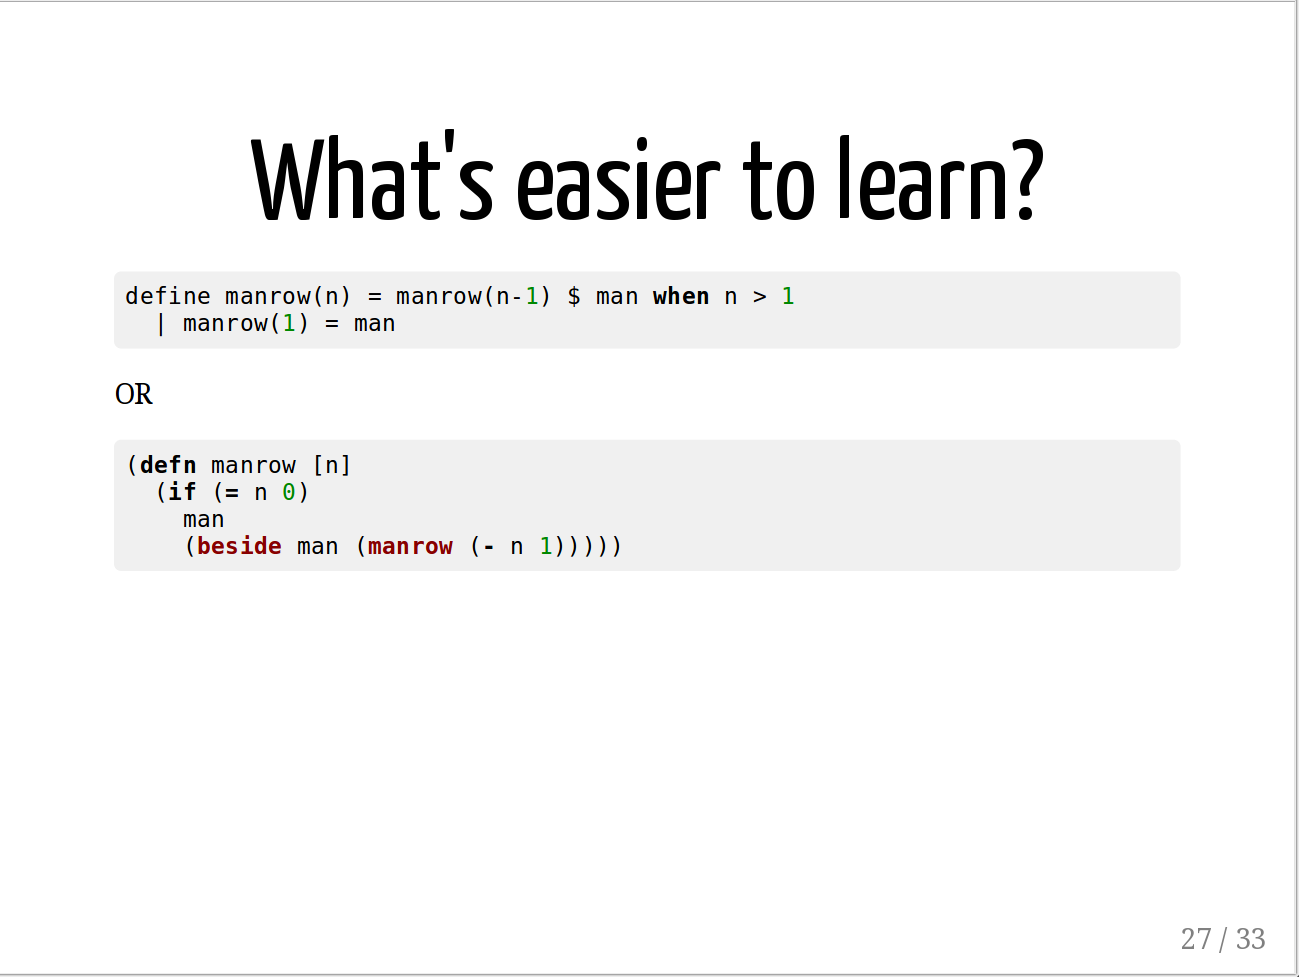 What's easier to learn?
define manrow(n) = manrow(n-1) $ man when n > 1
  | manrow(1) = man
OR
(defn manrow [n]
  (if (= n 0)
    man
    (beside man (manrow (- n 1)))))
27 / 33